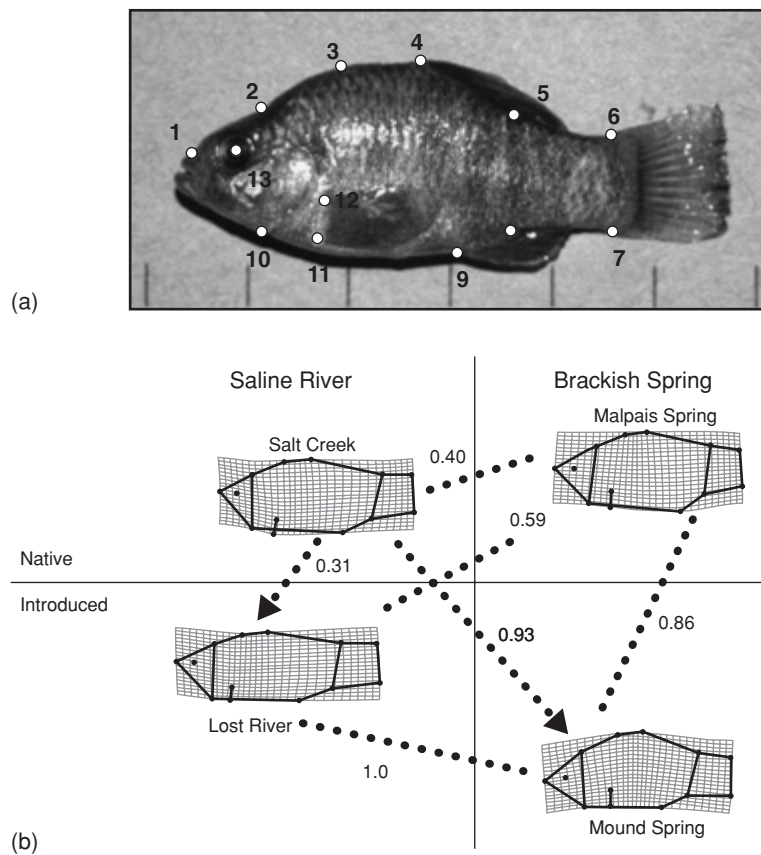 4
3
2
5
6
1
13
12
10
11
9
7
(a)
Saline River
Brackish Spring
Malpais Spring
Salt Creek
0.40
0.59
Native
0.31
Introduced
0.93
0.86
Lost River
1.0
Mound Spring
(b)